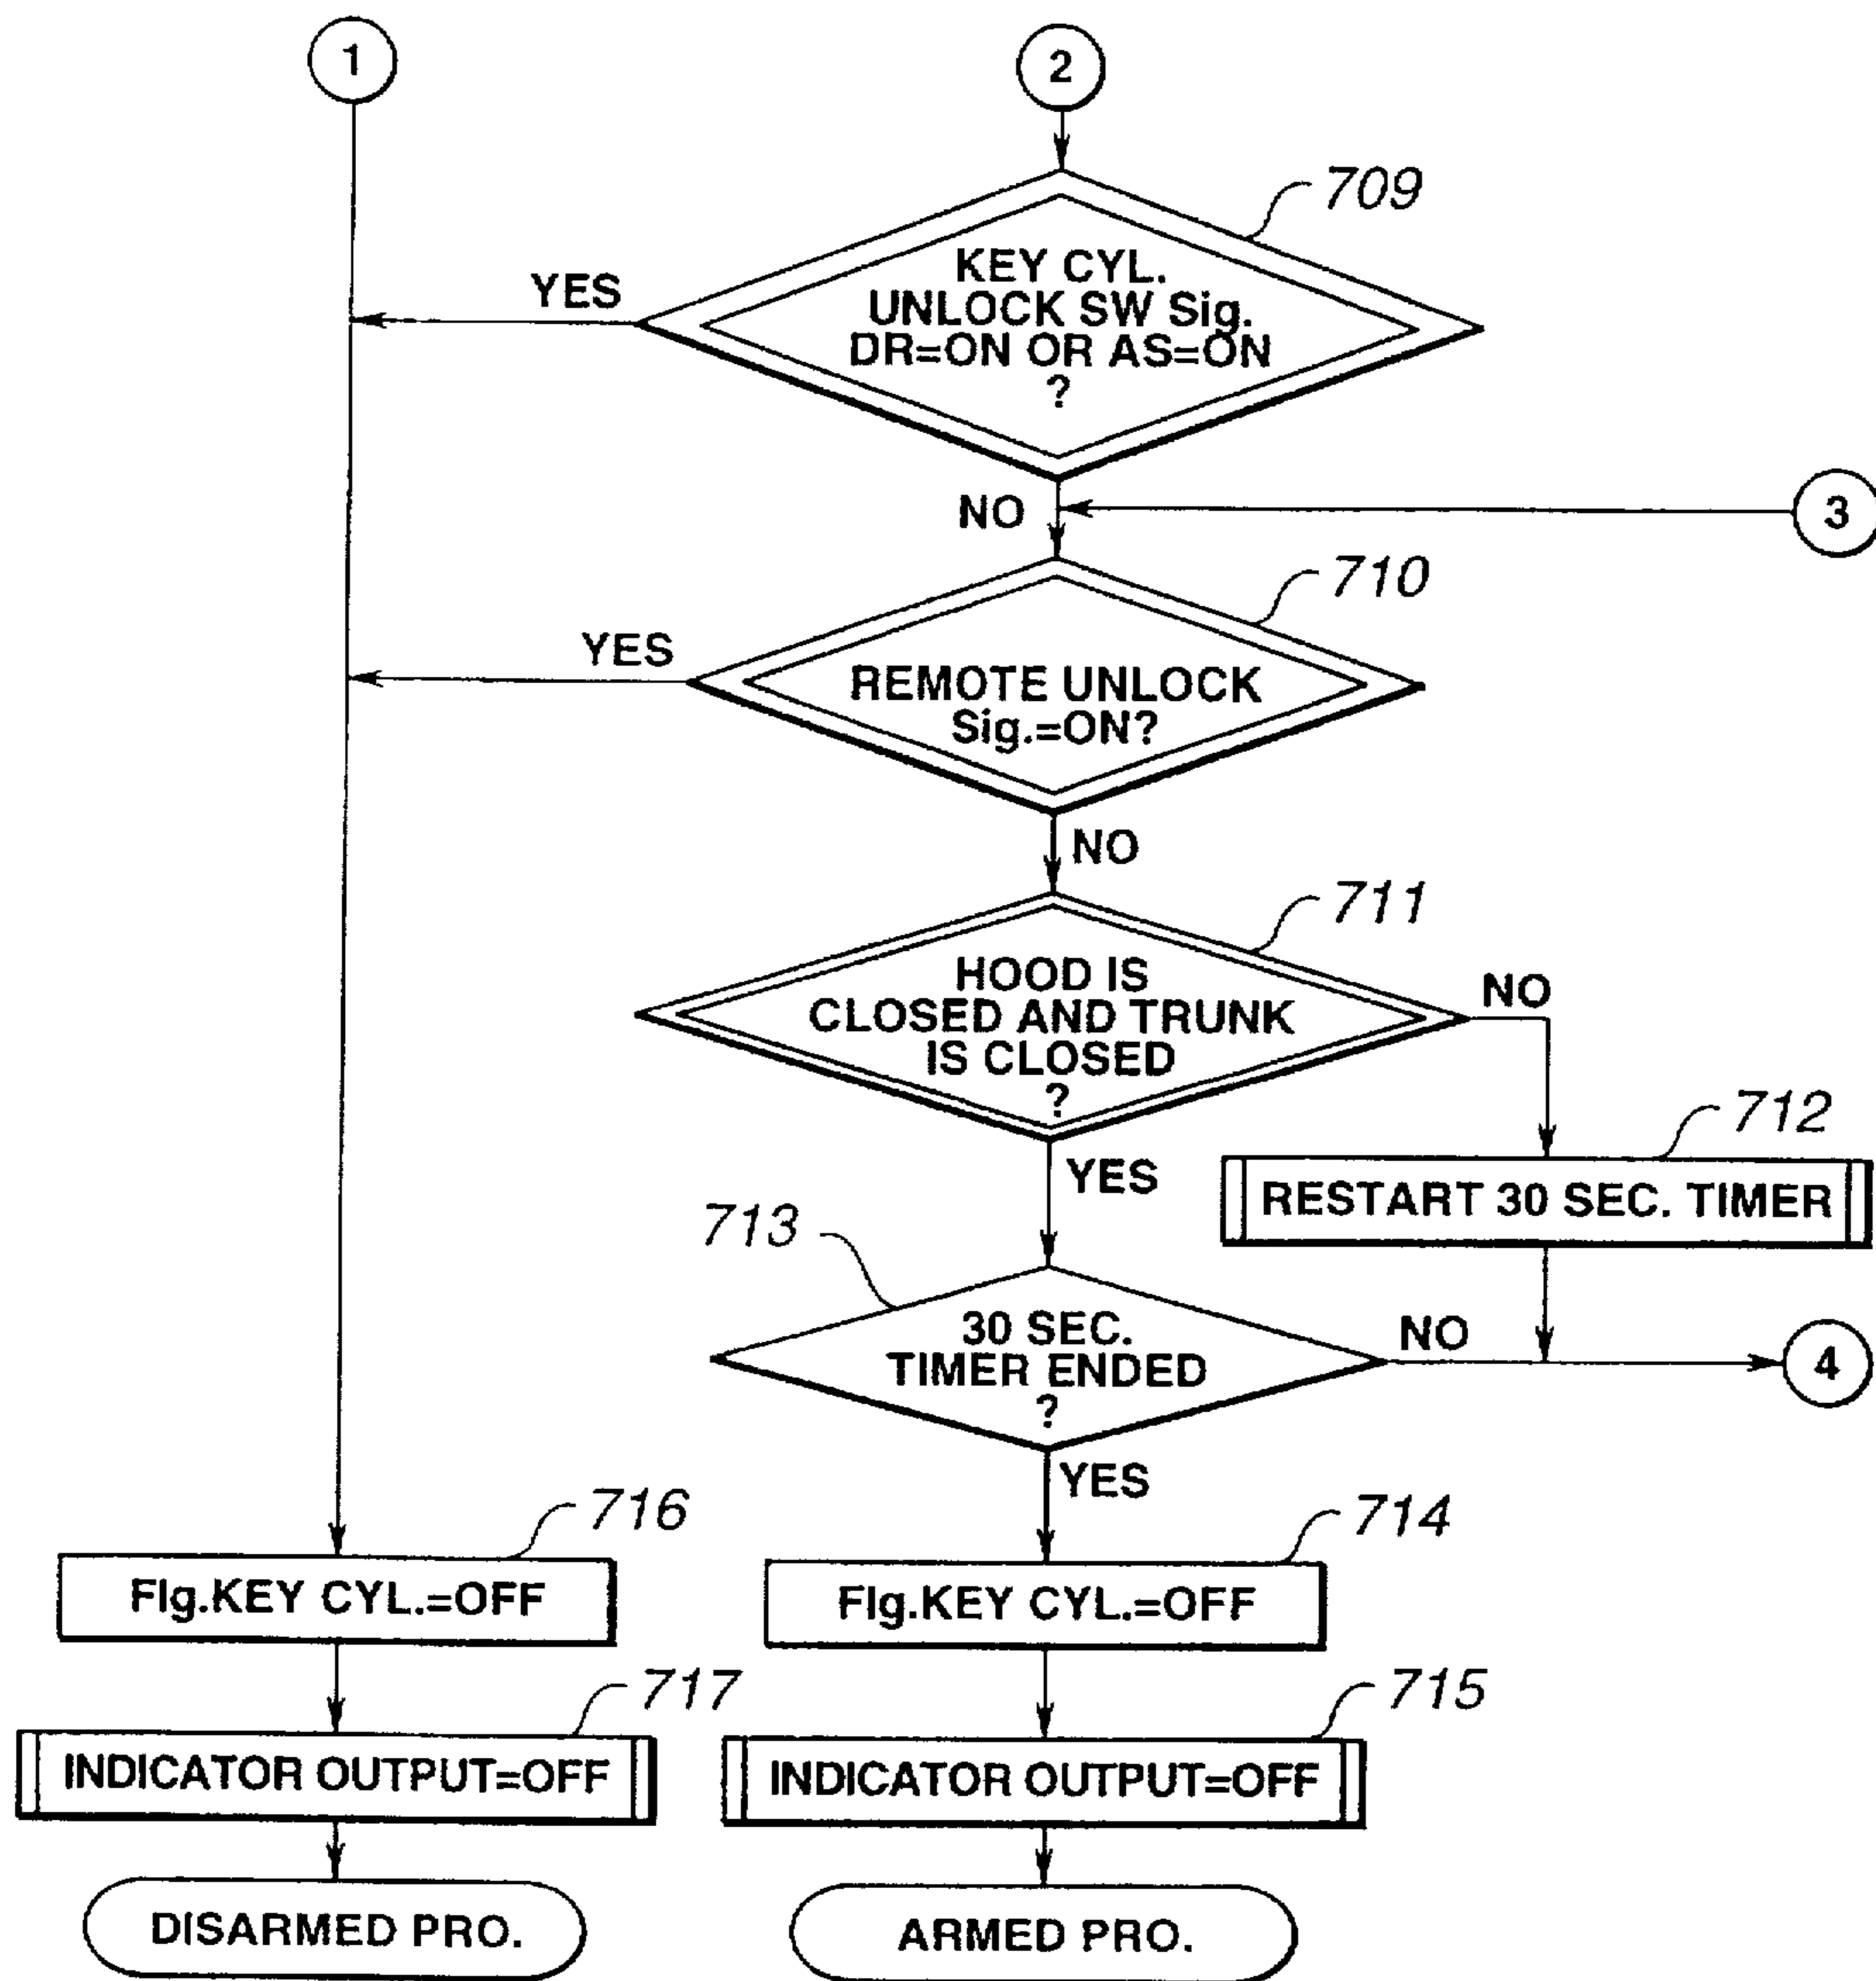 1
2
709
KEY CYL.
UNLOCK SW Sig.
DR=ON OR AS=ON
?
YES
NO
3
710
REMOTE UNLOCK
Sig.=ON?
YES
NO
711
HOOD IS
CLOSED AND TRUNK
IS CLOSED
?
NO
YES
712
RESTART 30 SEC. TIMER
713
30 SEC.
TIMER ENDED
?
NO
4
YES
716
Flg.KEY CYL.=OFF
714
Flg.KEY CYL.=OFF
717
INDICATOR OUTPUT=OFF
715
INDICATOR OUTPUT=OFF
DISARMED PRO.
ARMED PRO.